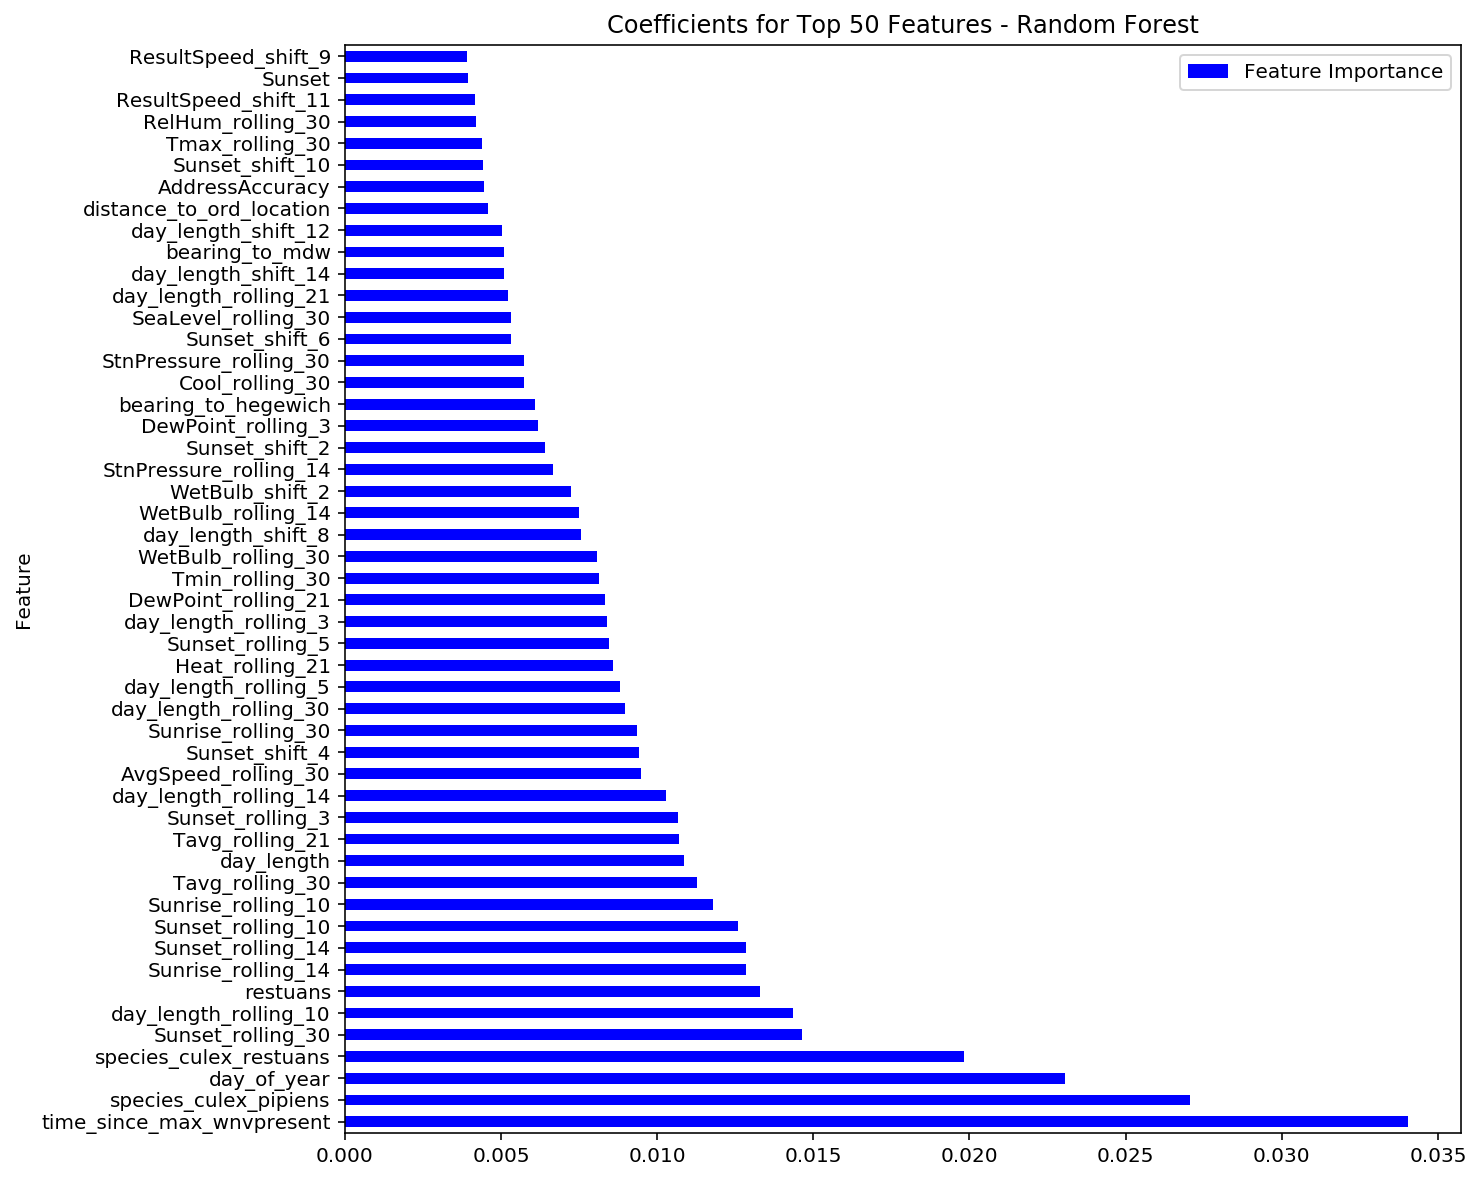 Coefficients for Top 50 Features - Random Forest
Feature Importance
ResultSpeed_shift_9
Sunset
ResultSpeed_shift_11
RelHum_rolling_30
Tmax_rolling_30
Sunset_shift_10
AddressAccuracy
distance_to_ord_location
day_length_shift_12
bearing_to_mdw
day_length_shift_14
day_length_rolling_21
SeaLevel_rolling_30
Sunset_shift_6
StnPressure_rolling_30
Cool_rolling_30
bearing_to_hegewich
DewPoint_rolling_3
Sunset_shift_2
StnPressure_rolling_14
WetBulb_shift_2
WetBulb_rolling_14
day_length_shift_8
WetBulb_rolling_30
Tmin_rolling_30
DewPoint_rolling_21
day_length_rolling_3
Sunset_rolling_5
Heat_rolling_21
day_length_rolling_5
day_length_rolling_30
Sunrise_rolling_30
Sunset_shift_4
AvgSpeed_rolling_30
day_length_rolling_14
Sunset_rolling_3
Tavg_rolling_21
day_length
Tavg_rolling_30
Sunrise_rolling_10
Sunset_rolling_10
Sunset_rolling_14
Sunrise_rolling_14
restuans
day_length_rolling_10
Sunset_rolling_30
species_culex_restuans
day_of_year
species_culex_pipiens
time_since_max_wnvpresent
Feature
0.000 0.005 0.010 0.015 0.020 0.025 0.030 0.035